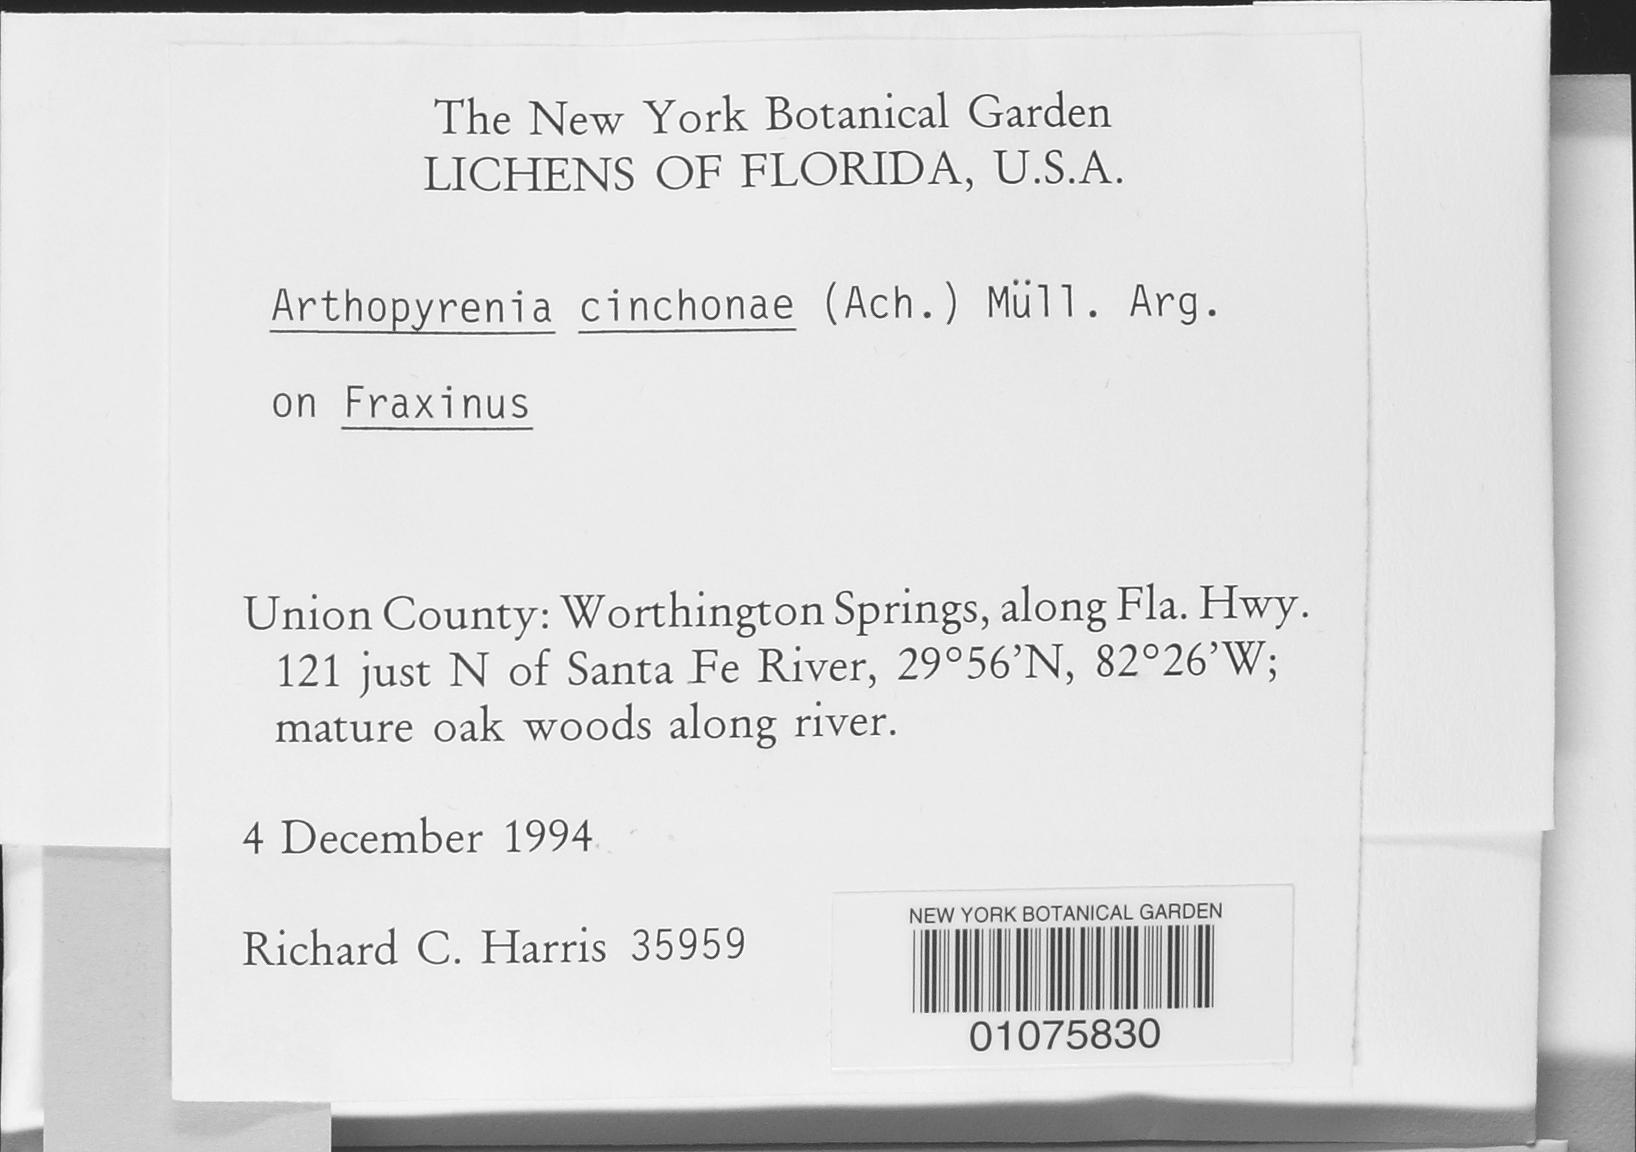 The New York Botanical Garden
LICHENS OF FLORIDA, U.S.A.
Arthopyrenia cinchonae (Ach.) Müll. Arg.
on Fraxinus
Union County: Worthington Springs, along Fla. Hwy.
121 just N of Santa Fe River, 29°56'N, 82°26'W;
mature oak woods along river.
4 December 1994
Richard C. Harris 35959
NEW YORK BOTANICAL GARDEN
01075830